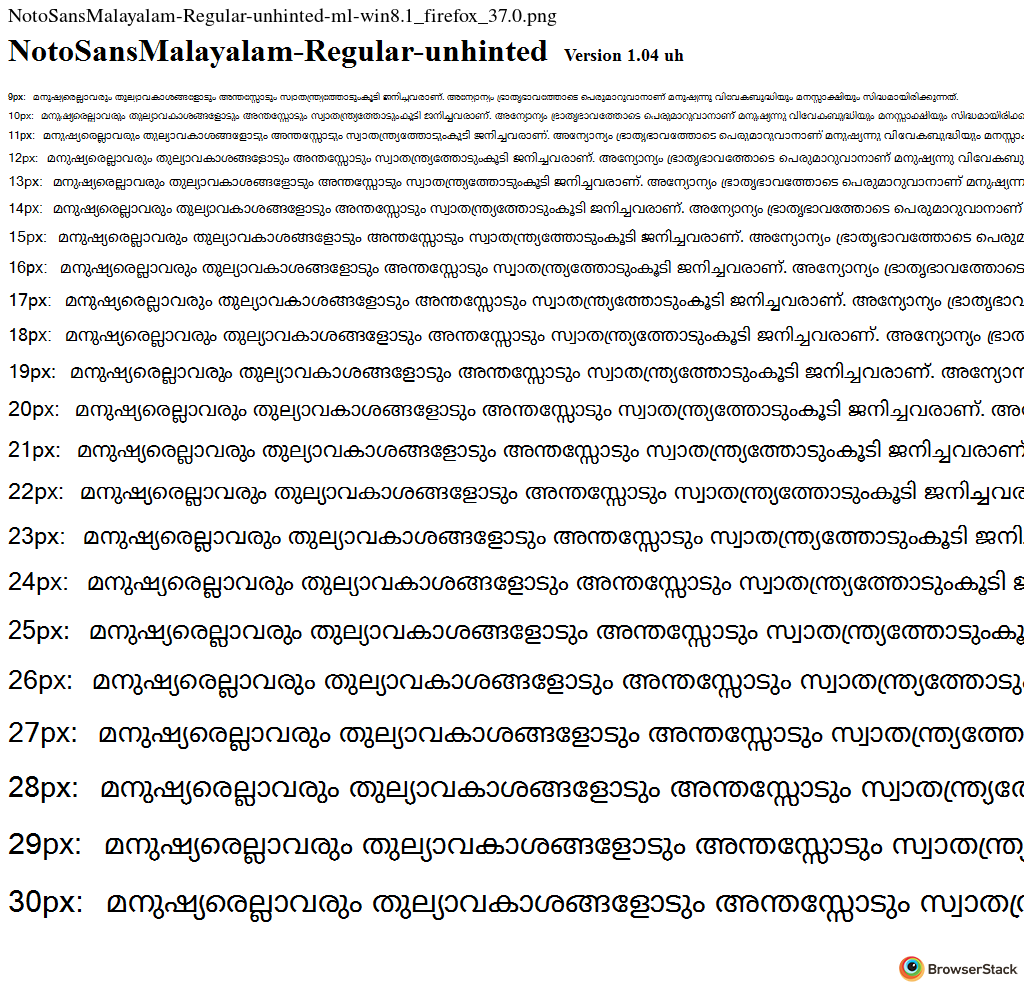 NotoSansMalayalam-Regular-unhinted-ml-win8.1_firefox_37.0.png
NotoSansMalayalam-Regular-unhinted Version 1.04 uh
9px: മനുഷ്യരെല്ലാവരും തുല്യാവകാശങ്ങളോടും അന്തസ്സോടും സ്വാതന്ത്ര്യത്തോടുംകൂടി ജനിച്ചവരാണ്. അന്യോന്യം ഭ്രാതൃഭാവത്തോടെ പെരുമാറുവാനാണ് മനുഷ്യന്നു വിവേകബുദ്ധിയും മനസ്സാക്ഷിയും സിദ്ധമായിരിക്കുന്നത്.
10px: മനുഷ്യരെല്ലാവരും തുല്യാവകാശങ്ങളോടും അന്തസ്സോടും സ്വാതന്ത്ര്യത്തോടുംകൂടി ജനിച്ചവരാണ്. അന്യോന്യം ഭ്രാതൃഭാവത്തോടെ പെരുമാറുവാനാണ് മനുഷ്യന്നു വിവേകബുദ്ധിയും മനസ്സാക്ഷിയും
11px: മനുഷ്യരെല്ലാവരും തുല്യാവകാശങ്ങളോടും അന്തസ്സോടും സ്വാതന്ത്ര്യത്തോടുംകൂടി ജനിച്ചവരാണ്. അന്യോന്യം ഭ്രാതൃഭാവത്തോടെ പെരുമാറുവാനാണ് മനുഷ്യന്നു വിവേകബുദ്ധിയും
12px: മനുഷ്യരെല്ലാവരും തുല്യാവകാശങ്ങളോടും അന്തസ്സോടും സ്വാതന്ത്ര്യത്തോടുംകൂടി ജനിച്ചവരാണ്. അന്യോന്യം ഭ്രാതൃഭാവത്തോടെ പെരുമാറുവാനാണ് മനുഷ്യന്നു
13px: മനുഷ്യരെല്ലാവരും തുല്യാവകാശങ്ങളോടും അന്തസ്സോടും സ്വാതന്ത്ര്യത്തോടുംകൂടി ജനിച്ചവരാണ്. അന്യോന്യം ഭ്രാതൃഭാവത്തോടെ പെരുമാറുവാനാണ്
14px: മനുഷ്യരെല്ലാവരും തുല്യാവകാശങ്ങളോടും അന്തസ്സോടും സ്വാതന്ത്ര്യത്തോടുംകൂടി ജനിച്ചവരാണ്. അന്യോന്യം ഭ്രാതൃഭാവത്തോടെ പെരുമാറുവാനാണ്
15px: മനുഷ്യരെല്ലാവരും തുല്യാവകാശങ്ങളോടും അന്തസ്സോടും സ്വാതന്ത്ര്യത്തോടുംകൂടി ജനിച്ചവരാണ്. അന്യോന്യം ഭ്രാതൃഭാവത്തോടെ
16px: മനുഷ്യരെല്ലാവരും തുല്യാവകാശങ്ങളോടും അന്തസ്സോടും സ്വാതന്ത്ര്യത്തോടുംകൂടി ജനിച്ചവരാണ്. അന്യോന്യം ഭ്രാതൃഭാവത്തോടെ
17px: മനുഷ്യരെല്ലാവരും തുല്യാവകാശങ്ങളോടും അന്തസ്സോടും സ്വാതന്ത്ര്യത്തോടുംകൂടി ജനിച്ചവരാണ്. അന്യോന്യം
18px: മനുഷ്യരെല്ലാവരും തുല്യാവകാശങ്ങളോടും അന്തസ്സോടും സ്വാതന്ത്ര്യത്തോടുംകൂടി ജനിച്ചവരാണ്. അന്യോന്യം
19px: മനുഷ്യരെല്ലാവരും തുല്യാവകാശങ്ങളോടും അന്തസ്സോടും സ്വാതന്ത്ര്യത്തോടുംകൂടി ജനിച്ചവരാണ്.
20px: മനുഷ്യരെല്ലാവരും തുല്യാവകാശങ്ങളോടും അന്തസ്സോടും സ്വാതന്ത്ര്യത്തോടുംകൂടി ജനിച്ചവരാണ്.
21px: മനുഷ്യരെല്ലാവരും തുല്യാവകാശങ്ങളോടും അന്തസ്സോടും സ്വാതന്ത്ര്യത്തോടുംകൂടി ജനിച്ചവരാണ്
22px: മനുഷ്യരെല്ലാവരും തുല്യാവകാശങ്ങളോടും അന്തസ്സോടും സ്വാതന്ത്ര്യത്തോടുംകൂടി
23px: മനുഷ്യരെല്ലാവരും തുല്യാവകാശങ്ങളോടും അന്തസ്സോടും സ്വാതന്ത്ര്യത്തോടുംകൂടി
24px: മനുഷ്യരെല്ലാവരും തുല്യാവകാശങ്ങളോടും അന്തസ്സോടും സ്വാതന്ത്ര്യത്തോടുംകൂടി
25px: മനുഷ്യരെല്ലാവരും തുല്യാവകാശങ്ങളോടും അന്തസ്സോടും സ്വാതന്ത്ര്യത്തോടുംകൂ
26px: മനുഷ്യരെല്ലാവരും തുല്യാവകാശങ്ങളോടും അന്തസ്സോടും സ്വാതന്ത്ര്യത്തോടും
27px: മനുഷ്യരെല്ലാവരും തുല്യാവകാശങ്ങളോടും അന്തസ്സോടും സ്വാതന്ത്ര്യത്തോ
28px: മനുഷ്യരെല്ലാവരും തുല്യാവകാശങ്ങളോടും അന്തസ്സോടും
29px: മനുഷ്യരെല്ലാവരും തുല്യാവകാശങ്ങളോടും അന്തസ്സോടും
30px: മനുഷ്യരെല്ലാവരും തുല്യാവകാശങ്ങളോടും അന്തസ്സോടും
BrowserStack